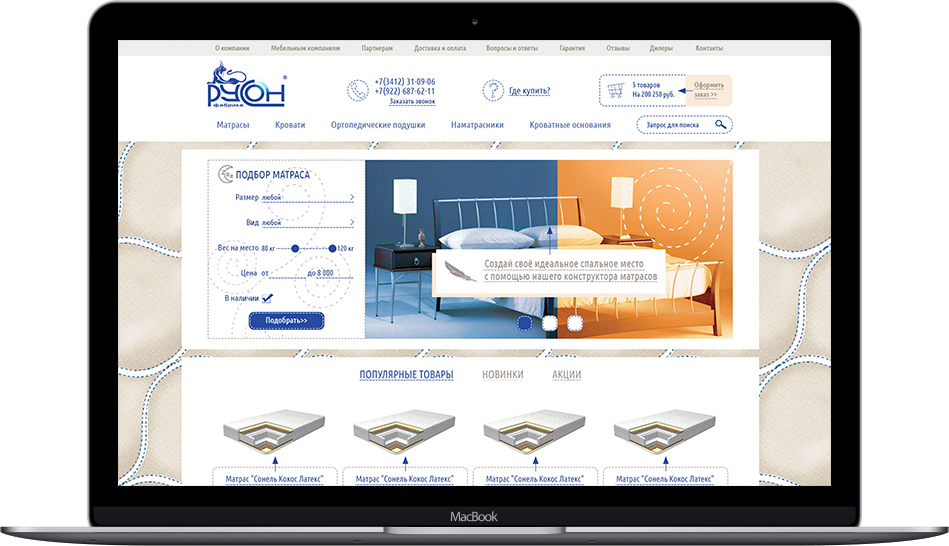 О компании Мебельным компаниям Партнерам Доставка и оплата Вопросы и ответы Гарантия Отзывы Дилеры Контакты
РУСОН ®
фабрика
+7(3412) 31-09-06
+7(922) 687-62-11
Заказать звонок
?
Где купить?
5 товаров
На 200 250 руб.
Оформить
заказ >>
Матрасы Кровати Ортопедические подушки Наматрасники Кроватные основания
Запрос для поиска
ПОДБОР МАТРАСА
Размер любой
Вид любой
Вес на место 80 кг 120 кг
Цена от до 8 000
В наличии
Подобрать>>
Создай своё идеальное спальное место
с помощью нашего конструктора матрасов
ПОПУЛЯРНЫЕ ТОВАРЫ НОВИНКИ АКЦИИ
Матрас "Сонель Кокос Латекс" Матрас "Сонель Кокос Латекс" Матрас "Сонель Кокос Латекс" Матрас "Сонель Кокос Латекс"
MacBook